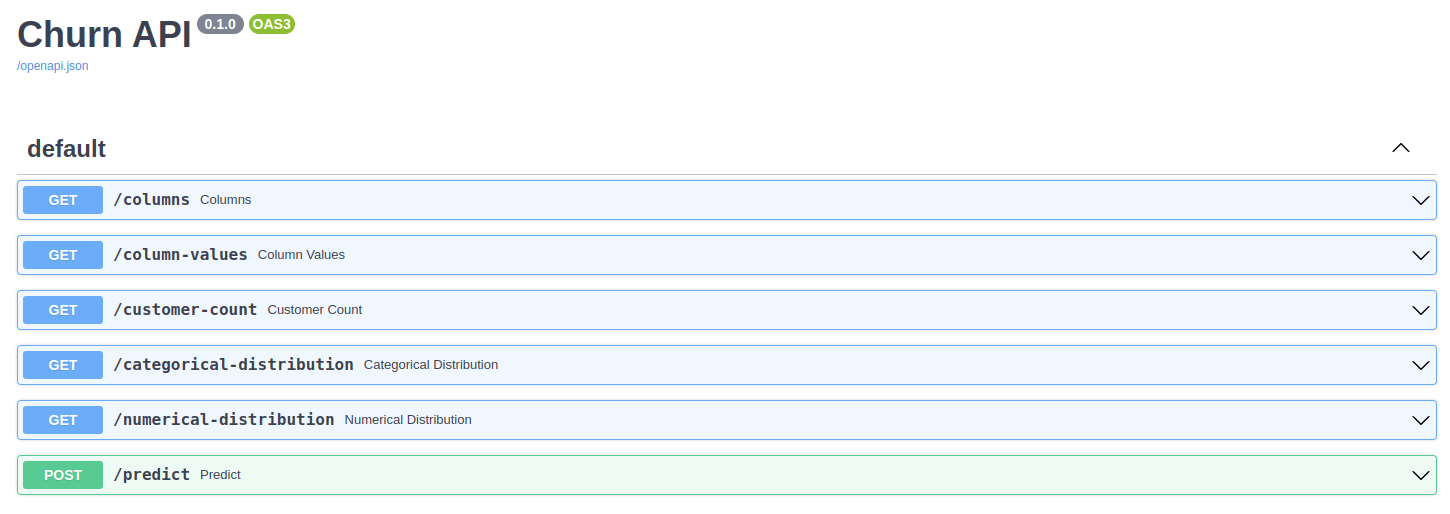 Churn API 0.1.0 OAS3
/openapi.json
default
GET /columns Columns
GET /column-values Column Values
GET /customer-count Customer Count
GET /categorical-distribution Categorical Distribution
GET /numerical-distribution Numerical Distribution
POST /predict Predict